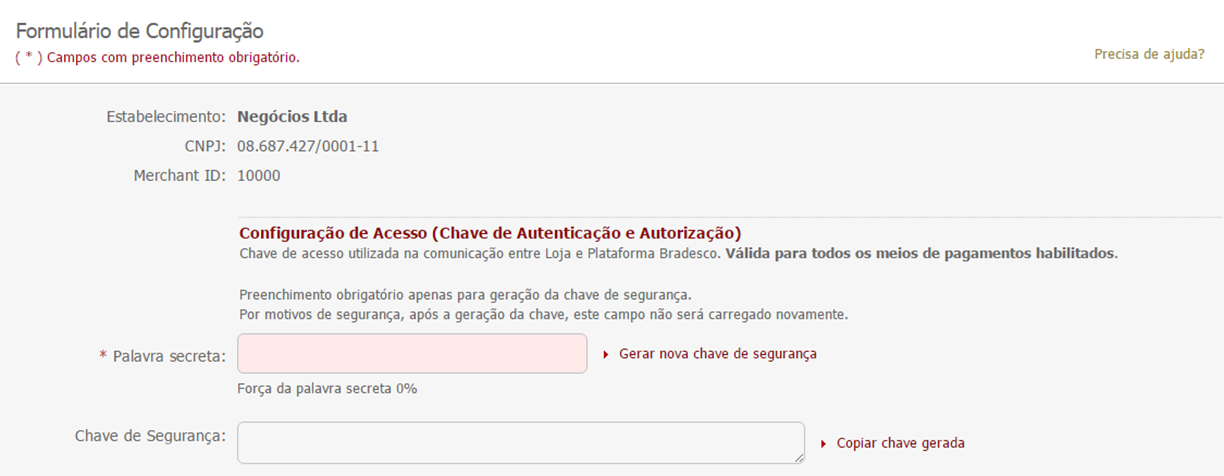 Formulário de Configuração
( * ) Campos com preenchimento obrigatório.
Precisa de ajuda?
Estabelecimento: Negócios Ltda
CNPJ: 08.687.427/0001-11
Merchant ID: 10000
Configuração de Acesso (Chave de Autenticação e Autorização)
Chave de acesso utilizada na comunicação entre Loja e Plataforma Bradesco. Válida para todos os meios de pagamentos habilitados.
Preenchimento obrigatório apenas para geração da chave de segurança.
Por motivos de segurança, após a geração da chave, este campo não será carregado novamente.
* Palavra secreta: Gerar nova chave de segurança
Força da palavra secreta 0%
Chave de Segurança: Copiar chave gerada